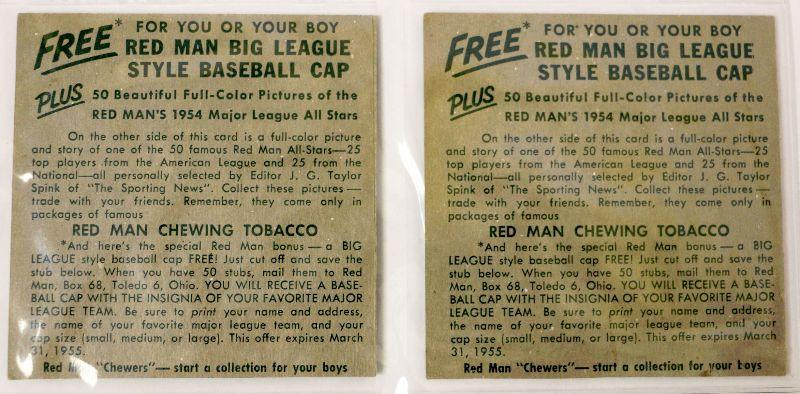 FREE* FOR YOU OR YOUR BOY
RED MAN BIG LEAGUE
STYLE BASEBALL CAP
PLUS 50 Beautiful Full-Color Pictures of the
RED MAN'S 1954 Major League All Stars
On the other side of this card is a full-color picture
and story of one of the 50 famous Red Man All-Stars—25
top players from the American League and 25 from the
National—all personally selected by Editor J. G. Taylor
Spink of "The Sporting News". Collect these pictures—
trade with your friends. Remember, they come only in
packages of famous
RED MAN CHEWING TOBACCO
*And here's the special Red Man bonus — a BIG
LEAGUE style baseball cap FREE! Just cut off and save the
stub below. When you have 50 stubs, mail them to Red
Man, Box 68, Toledo 6, Ohio. YOU WILL RECEIVE A BASE-
BALL CAP WITH THE INSIGNIA OF YOUR FAVORITE MAJOR
LEAGUE TEAM. Be sure to print your name and address,
the name of your favorite major league team, and your
cap size (small, medium, or large). This offer expires March
31, 1955.
Red Man "Chewers" — start a collection for your boys
FREE* FOR YOU OR YOUR BOY
RED MAN BIG LEAGUE
STYLE BASEBALL CAP
PLUS 50 Beautiful Full-Color Pictures of the
RED MAN'S 1954 Major League All Stars
On the other side of this card is a full-color picture
and story of one of the 50 famous Red Man All-Stars—25
top players from the American League and 25 from the
National—all personally selected by Editor J. G. Taylor
Spink of "The Sporting News". Collect these pictures—
trade with your friends. Remember, they come only in
packages of famous
RED MAN CHEWING TOBACCO
*And here's the special Red Man bonus — a BIG
LEAGUE style baseball cap FREE! Just cut off and save the
stub below. When you have 50 stubs, mail them to Red
Man, Box 68, Toledo 6, Ohio. YOU WILL RECEIVE A BASE-
BALL CAP WITH THE INSIGNIA OF YOUR FAVORITE MAJOR
LEAGUE TEAM. Be sure to print your name and address,
the name of your favorite major league team, and your
cap size (small, medium, or large). This offer expires March
31, 1955.
Red Man "Chewers" — start a collection for your boys